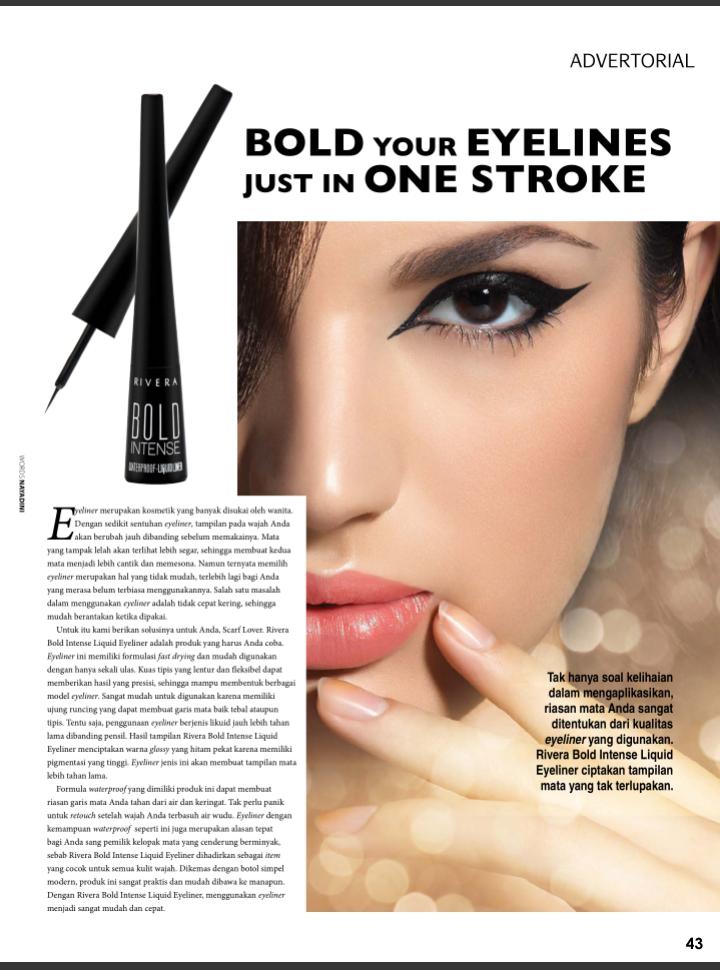 ADVERTORIAL
BOLD YOUR EYELINES
JUST IN ONE STROKE
RIVERA
BOLD
INTENSE
WATERPROOF-LIQUID LINER
WORDS NAYADINI
Eyeliner merupakan kosmetik yang banyak disukai oleh wanita.
Dengan sedikit sentuhan eyeliner, tampilan pada wajah Anda
akan berubah jauh dibanding sebelum memakainya. Mata
yang tampak lelah akan terlihat lebih segar, sehingga membuat kedua
mata menjadi lebih cantik dan memesona. Namun ternyata memilih
eyeliner merupakan hal yang tidak mudah, terlebih lagi bagi Anda
yang merasa belum terbiasa menggunakannya. Salah satu masalah
dalam menggunakan eyeliner adalah tidak cepat kering, sehingga
mudah berantakan ketika dipakai.
Untuk itu kami berikan solusinya untuk Anda, Scarf Lover. Rivera
Bold Intense Liquid Eyeliner adalah produk yang harus Anda coba.
Eyeliner ini memiliki formulasi fast drying dan mudah digunakan
dengan hanya sekali ulas. Kuas tipis yang lentur dan fleksibel dapat
memberikan hasil yang presisi, sehingga mampu membentuk berbagai
model eyeliner. Sangat mudah untuk digunakan karena memiliki
ujung runcing yang dapat membuat garis mata baik tebal ataupun
tipis. Tentu saja, penggunaan eyeliner berjenis likuid jauh lebih tahan
lama dibanding pensil. Hasil tampilan Rivera Bold Intense Liquid
Eyeliner menciptakan warna glossy yang hitam pekat karena memiliki
pigmentasi yang tinggi. Eyeliner jenis ini akan membuat tampilan mata
lebih tahan lama.
Formula waterproof yang dimiliki produk ini dapat membuat
riasan garis mata Anda tahan dari air dan keringat. Tak perlu panik
untuk retouch setelah wajah Anda terbasuh air wudu. Eyeliner dengan
kemampuan waterproof seperti ini juga merupakan alasan tepat
bagi Anda sang pemilik kelopak mata yang cenderung berminyak,
sebab Rivera Bold Intense Liquid Eyeliner dihadirkan sebagai item
yang cocok untuk semua kulit wajah. Dikemas dengan botol simpel
modern, produk ini sangat praktis dan mudah dibawa ke manapun.
Dengan Rivera Bold Intense Liquid Eyeliner, menggunakan eyeliner
menjadi sangat mudah dan cepat.
Tak hanya soal kelihaian
dalam mengaplikasikan,
riasan mata Anda sangat
ditentukan dari kualitas
eyeliner yang digunakan.
Rivera Bold Intense Liquid
Eyeliner ciptakan tampilan
mata yang tak terlupakan.
43